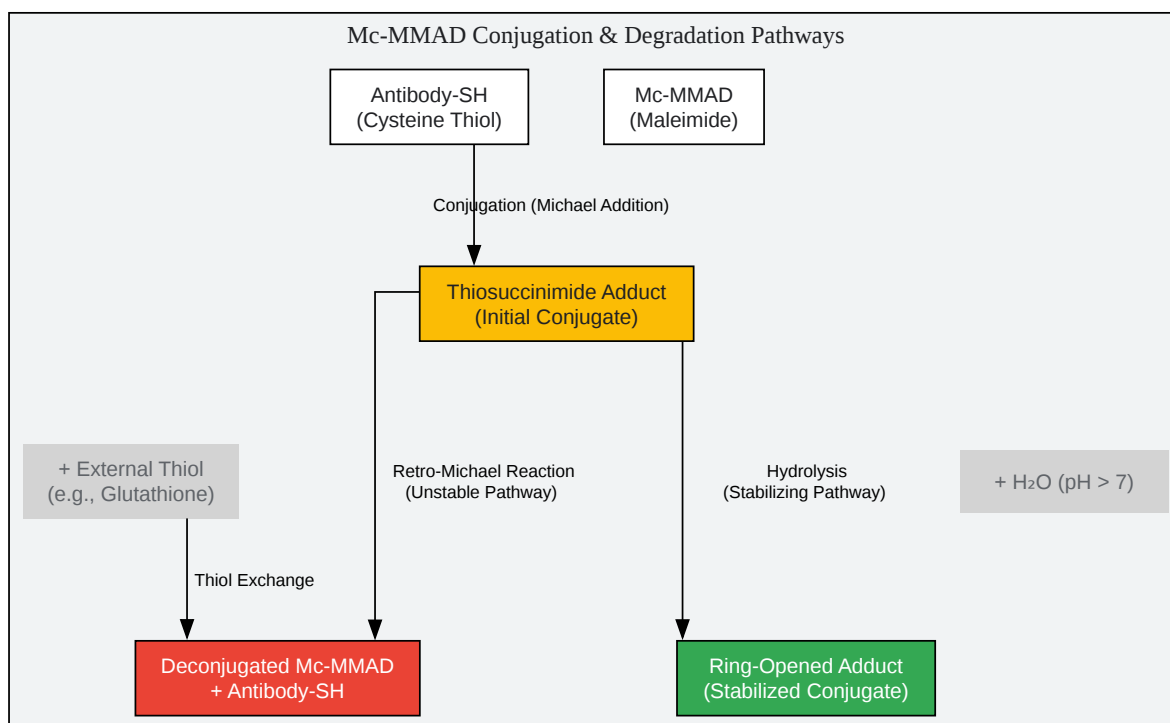 Mc-MMAD Conjugation & Degradation Pathways
Antibody-SH
(Cysteine Thiol)
Mc-MMAD
(Maleimide)
Conjugation (Michael Addition)
Thiosuccinimide Adduct
(Initial Conjugate)
+ External Thiol
(e.g., Glutathione)
Retro-Michael Reaction
(Unstable Pathway)
Hydrolysis
(Stabilizing Pathway)
+ H₂O (pH > 7)
Thiol Exchange
Deconjugated Mc-MMAD
+ Antibody-SH
Ring-Opened Adduct
(Stabilized Conjugate)